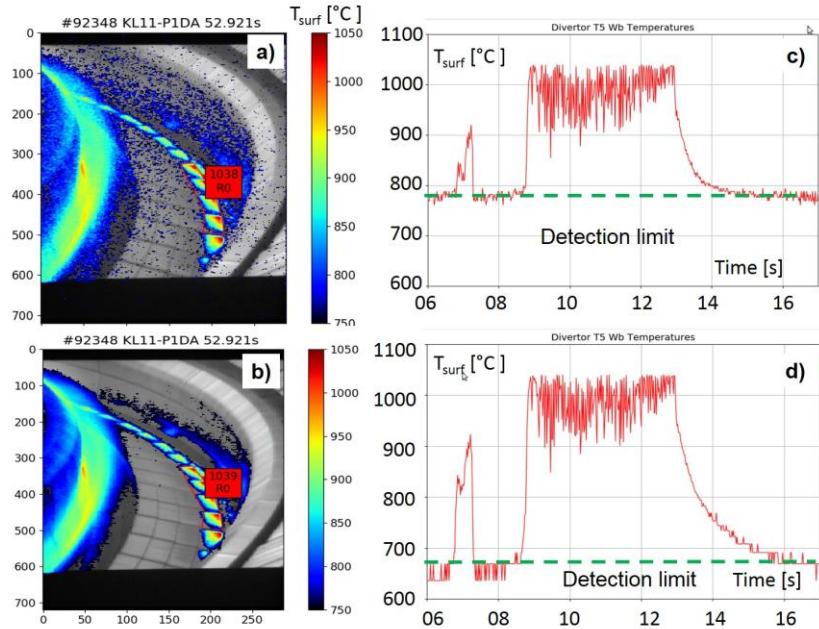 #92348 KL11-P1DA 52.921s
T_surf [°C]
a)
0
100
200
300
400
500
600
700
1038
R0
1050
1000
950
900
850
800
750
Divertor T5 Wb Temperatures
T_surf [°C]
c)
1100
1000
900
800
700
600
Detection limit
Time [s]
06 08 10 12 14 16
#92348 KL11-P1DA 52.921s
b)
0
100
200
300
400
500
600
700
0 50 100 150 200 250
1039
R0
1050
1000
950
900
850
800
750
Divertor T5 Wb Temperatures
T_surf [°C]
d)
1100
1000
900
800
700
600
Detection limit
Time [s]
06 08 10 12 14 16